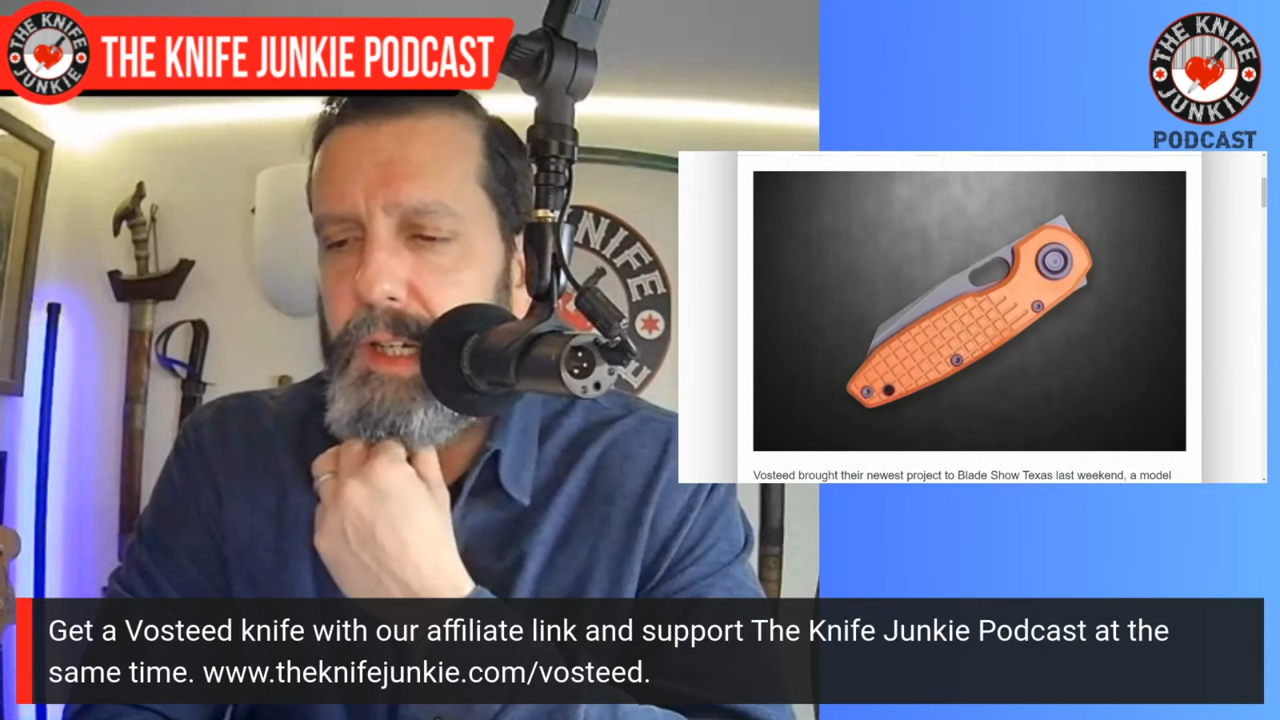 THE KNIFE JUNKIE
THE KNIFE JUNKIE PODCAST
THE KNIFE
JUNKIE
PODCAST
KNIFE
Vosteed brought their newest project to Blade Show Texas last weekend, a model
Get a Vosteed knife with our affiliate link and support The Knife Junkie Podcast at the
same time. www.theknifejunkie.com/vosteed.